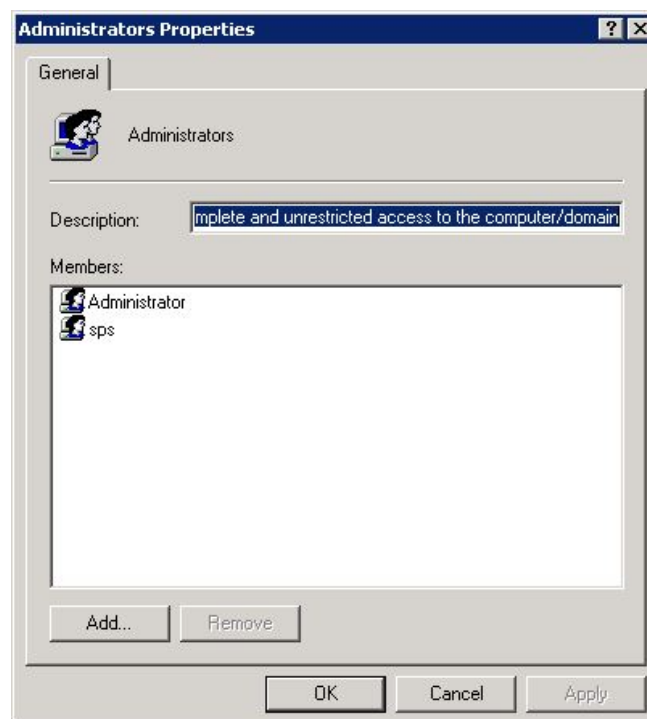 Administrators Properties
General
Administrators
Description: mplete and unrestricted access to the computer/domain
Members:
Administrator
sps
Add... Remove
OK Cancel Apply